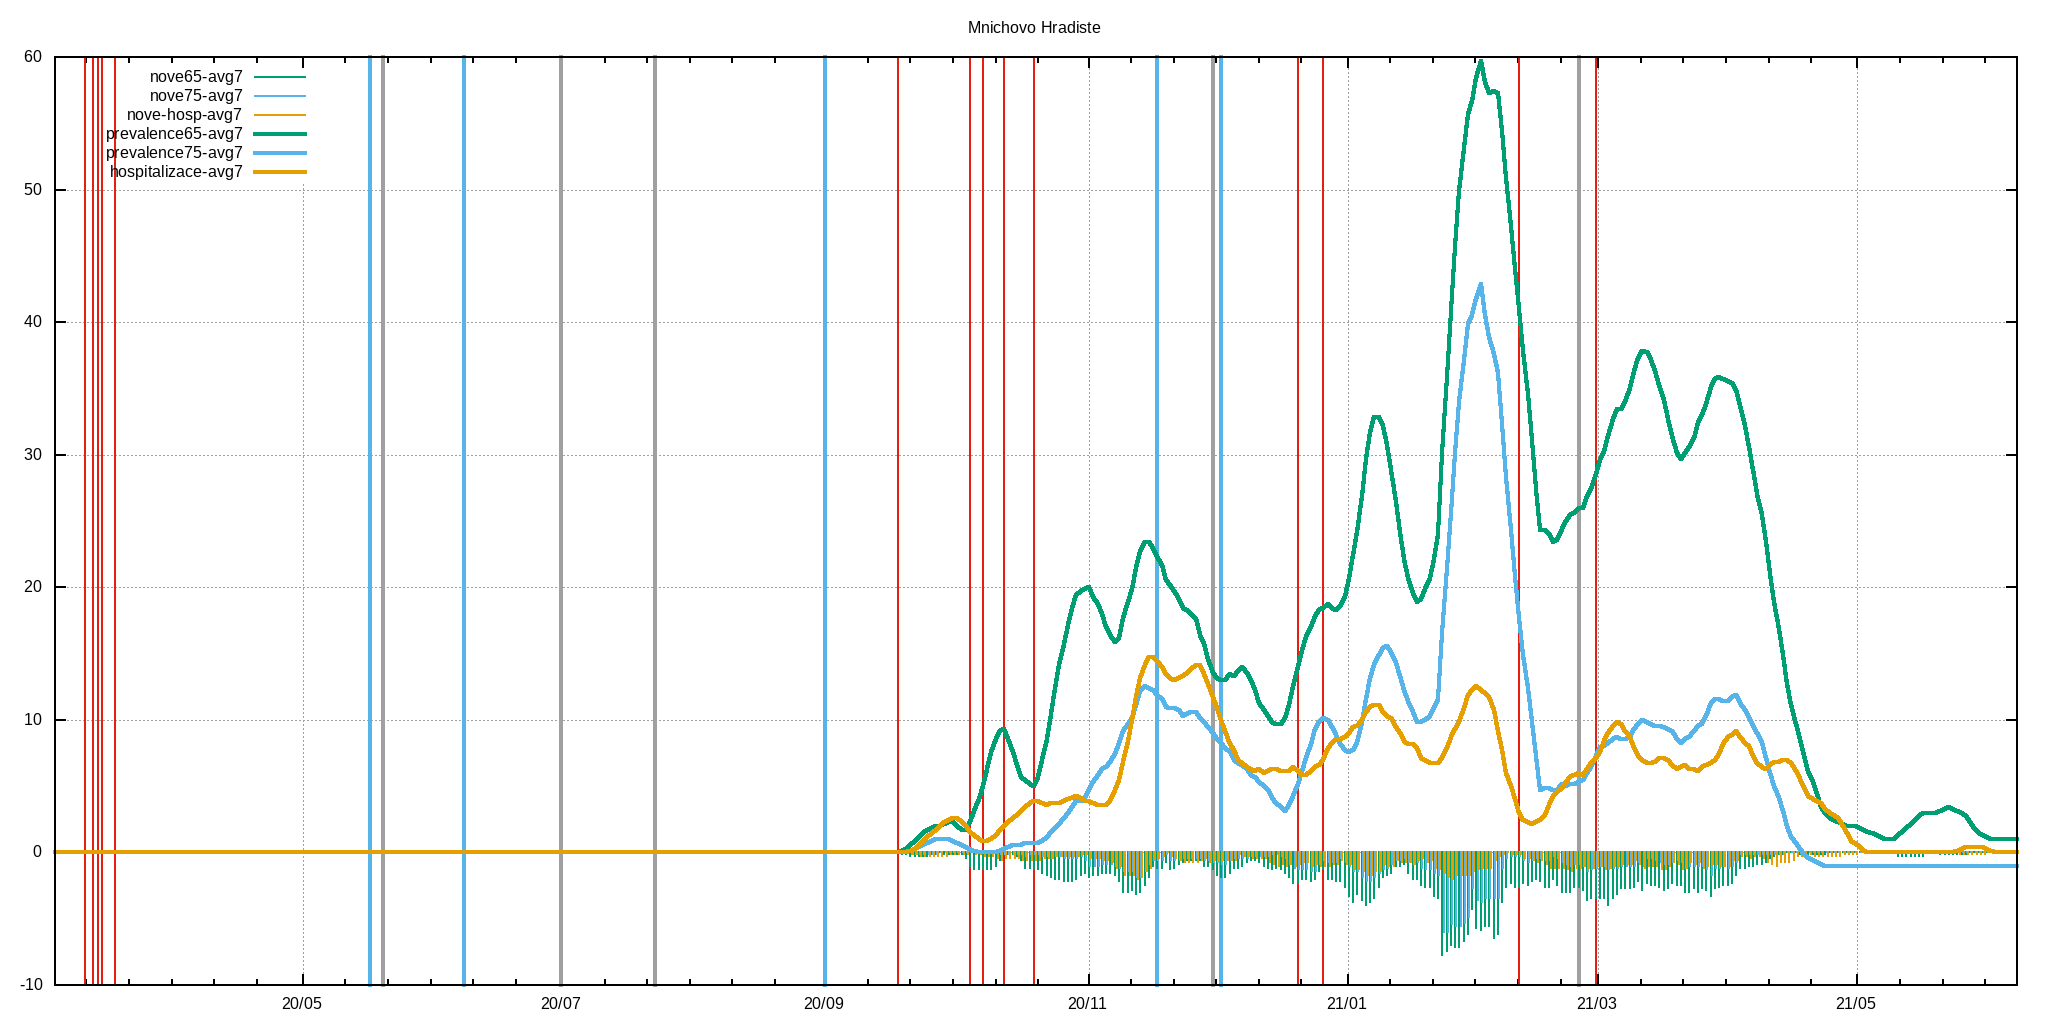 Mnichovo Hradiste
60
50
40
30
20
10
0
-10
nove65-avg7
nove75-avg7
nove-hosp-avg7
prevalence65-avg7
prevalence75-avg7
hospitalizace-avg7
20/05 20/07 20/09 20/11 21/01 21/03 21/05